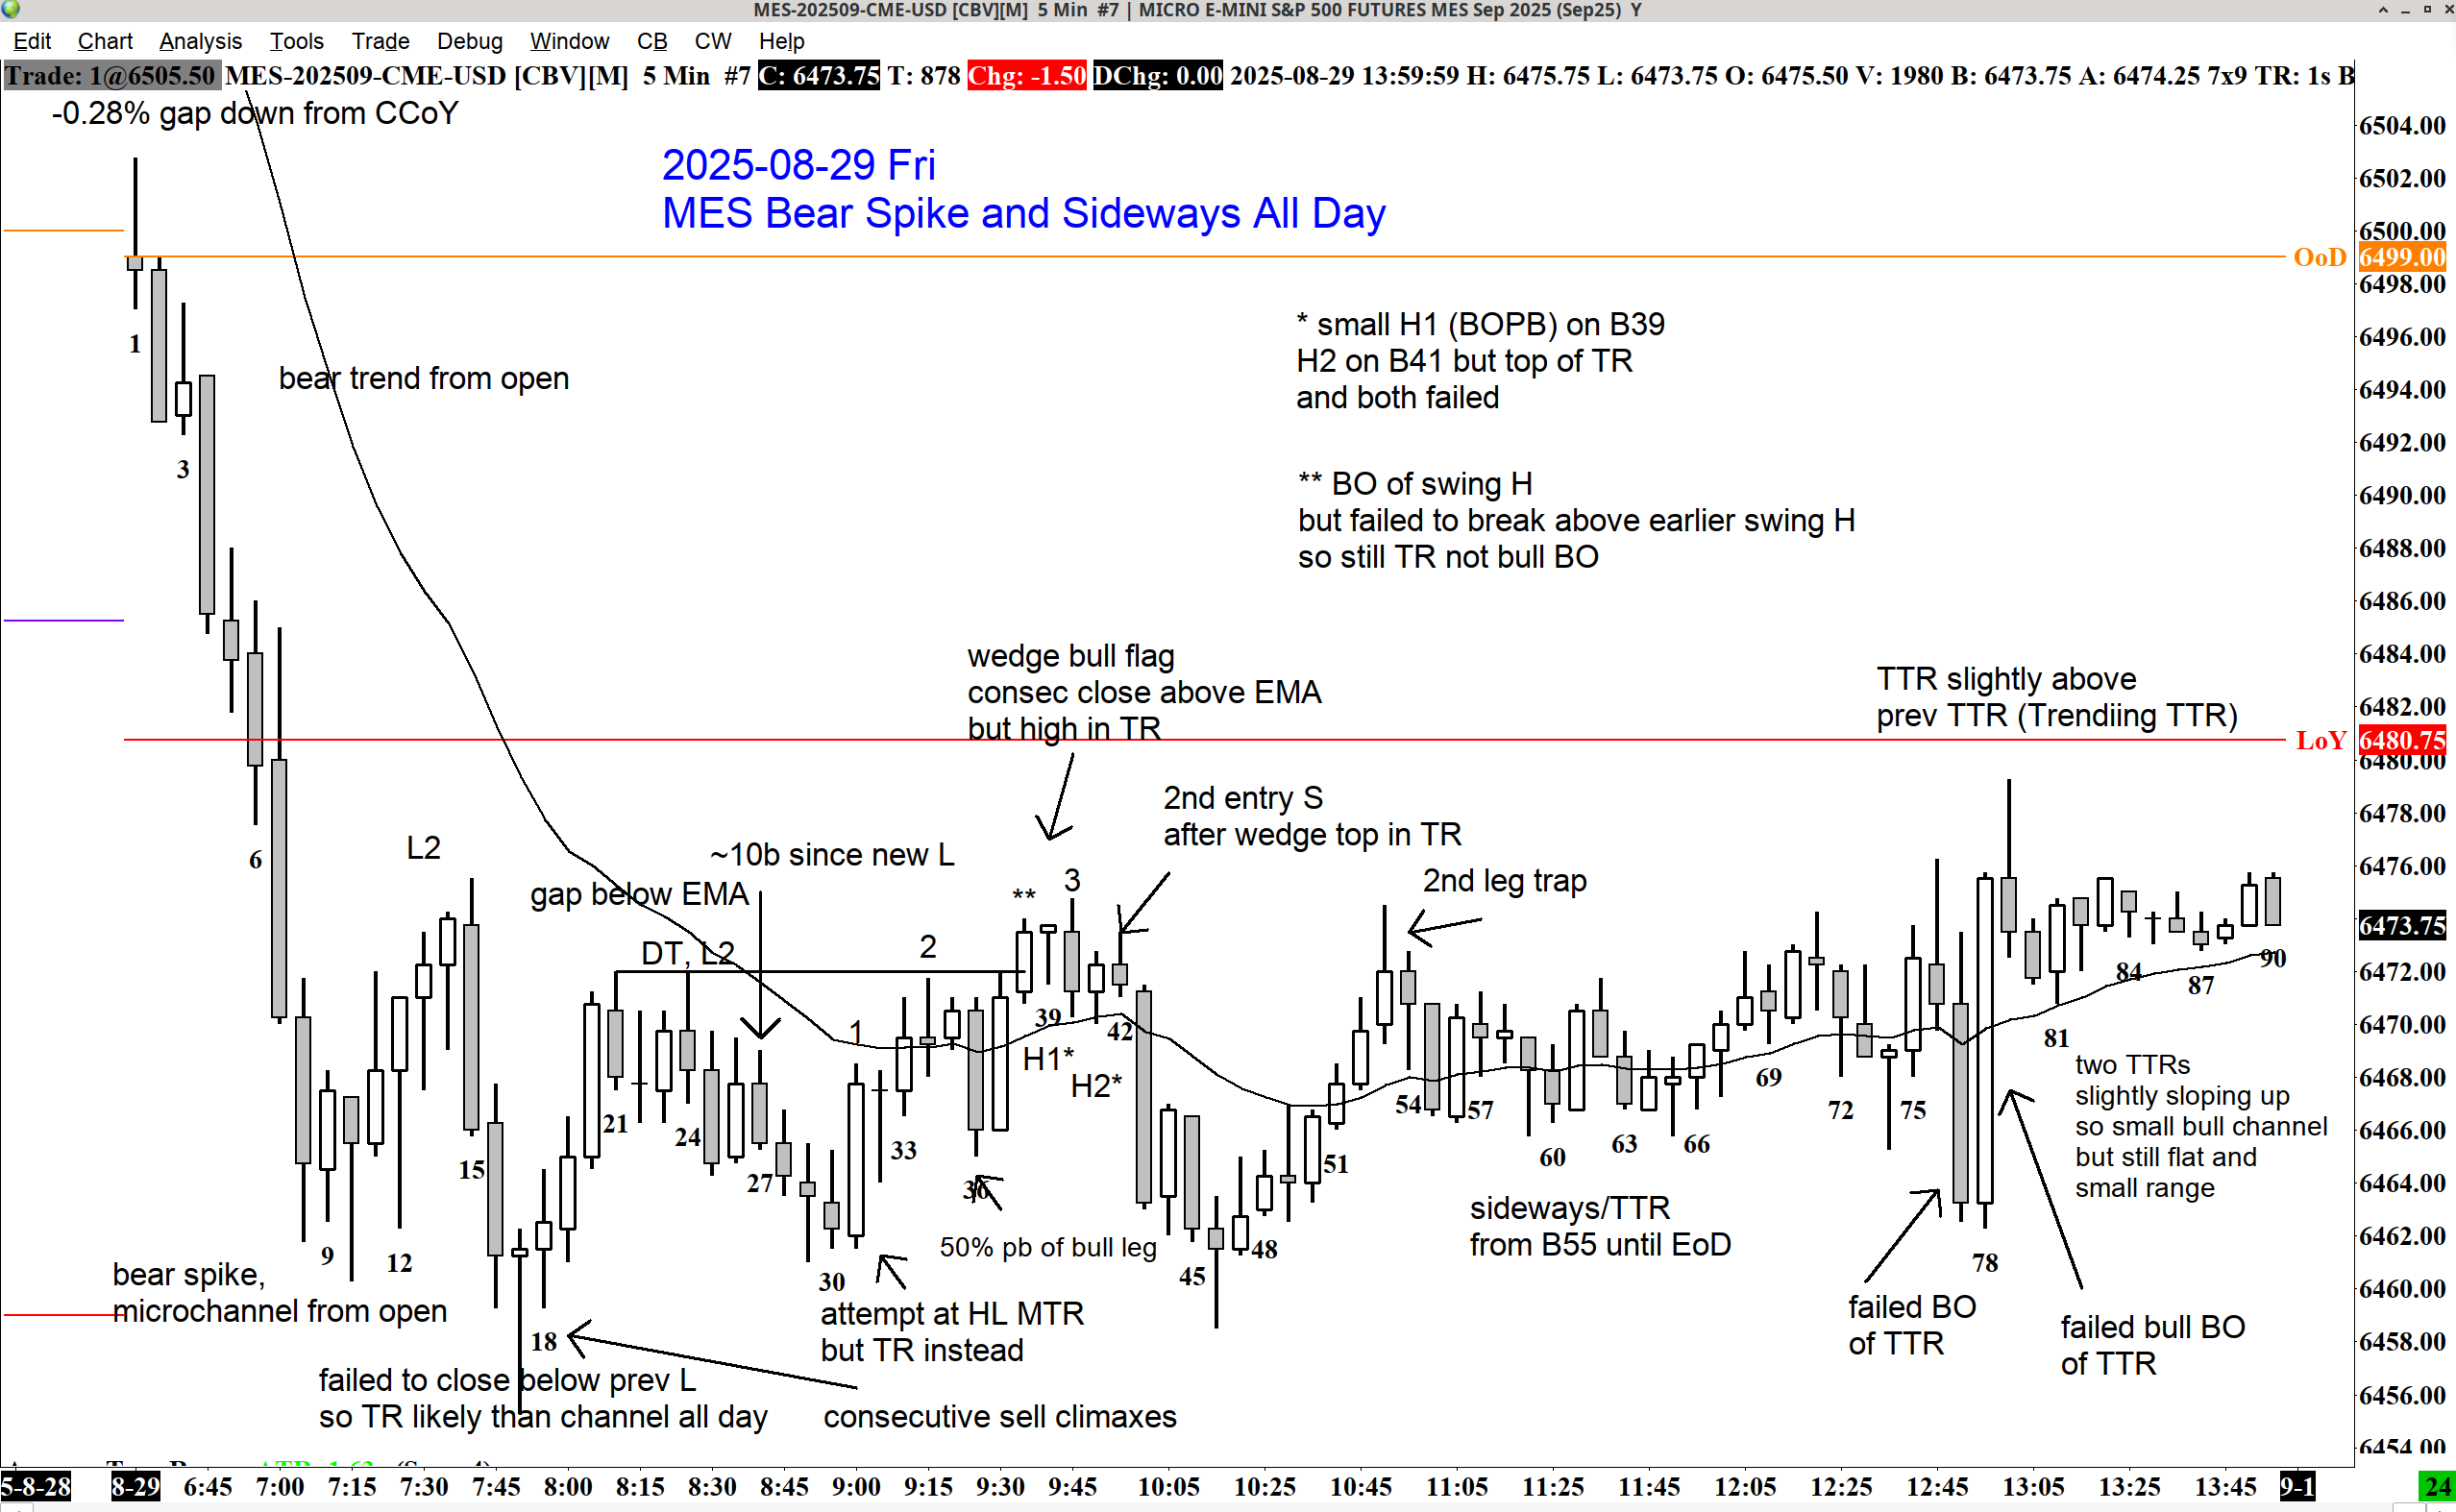 MES-202509-CME-USD [CBV][M]  5 Min  #7 | MICRO E-MINI S&P 500 FUTURES MES Sep 2025 (Sep25)  Y
Edit Chart Analysis Tools Trade Debug Window CB CW Help
Trade: 1@6505.50 MES-202509-CME-USD [CBV][M]  5 Min  #7 C: 6473.75 T: 878 Chg: -1.50 DChg: 0.00 2025-08-29 13:59:59 H: 6475.75 L: 6473.75 O: 6475.50 V: 1980 B: 6473.75 A: 6474.25 7x9 TR: 1s B
-0.28% gap down from CCoY
2025-08-29 Fri
MES Bear Spike and Sideways All Day
6504.00
6502.00
6500.00
OoD 6499.00
6498.00
6496.00
6494.00
6492.00
6490.00
6488.00
6486.00
6484.00
6482.00
LoY 6480.75
6480.00
6478.00
6476.00
6473.75
6472.00
6470.00
6468.00
6466.00
6464.00
6462.00
6460.00
6458.00
6456.00
6454.00
* small H1 (BOPB) on B39
H2 on B41 but top of TR
and both failed
** BO of swing H
but failed to break above earlier swing H
so still TR not bull BO
bear trend from open
wedge bull flag
consec close above EMA
but high in TR
TTR slightly above
prev TTR (Trendiing TTR)
2nd entry S
after wedge top in TR
2nd leg trap
L2
~10b since new L
gap below EMA
DT, L2
1
2
**
3
H1*
H2*
two TTRs
slightly sloping up
so small bull channel
but still flat and
small range
sideways/TTR
from B55 until EoD
50% pb of bull leg
bear spike,
microchannel from open
attempt at HL MTR
but TR instead
failed BO
of TTR
failed bull BO
of TTR
failed to close below prev L
so TR likely than channel all day
consecutive sell climaxes
1
3
6
9
12
15
18
21
24
27
30
33
36
39
42
45
48
51
54
57
60
63
66
69
72
75
78
81
84
87
90
5-8-28 8-29 6:45 7:00 7:15 7:30 7:45 8:00 8:15 8:30 8:45 9:00 9:15 9:30 9:45 10:05 10:25 10:45 11:05 11:25 11:45 12:05 12:25 12:45 13:05 13:25 13:45 9-1 24